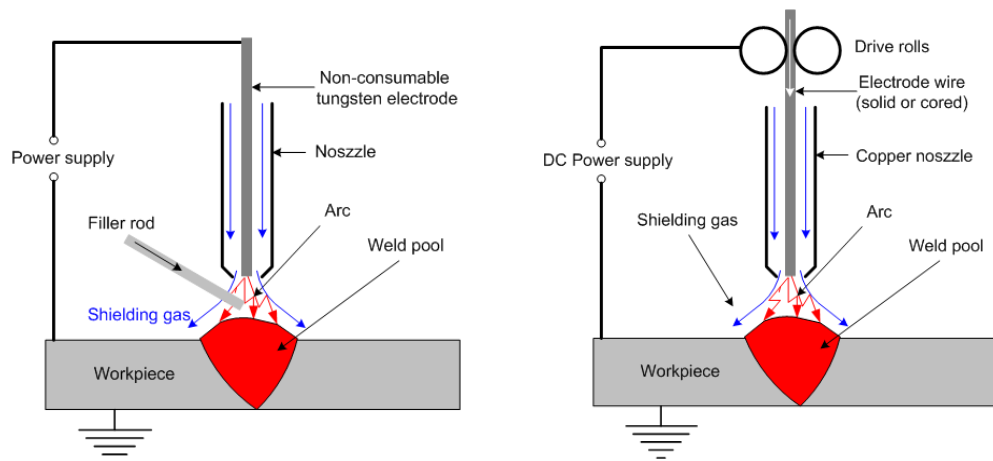 Non-consumable
tungsten electrode
Power supply
Noszzle
Filler rod
Arc
Weld pool
Shielding gas
Workpiece
Drive rolls
Electrode wire
(solid or cored)
DC Power supply
Copper noszzle
Shielding gas
Arc
Weld pool
Workpiece